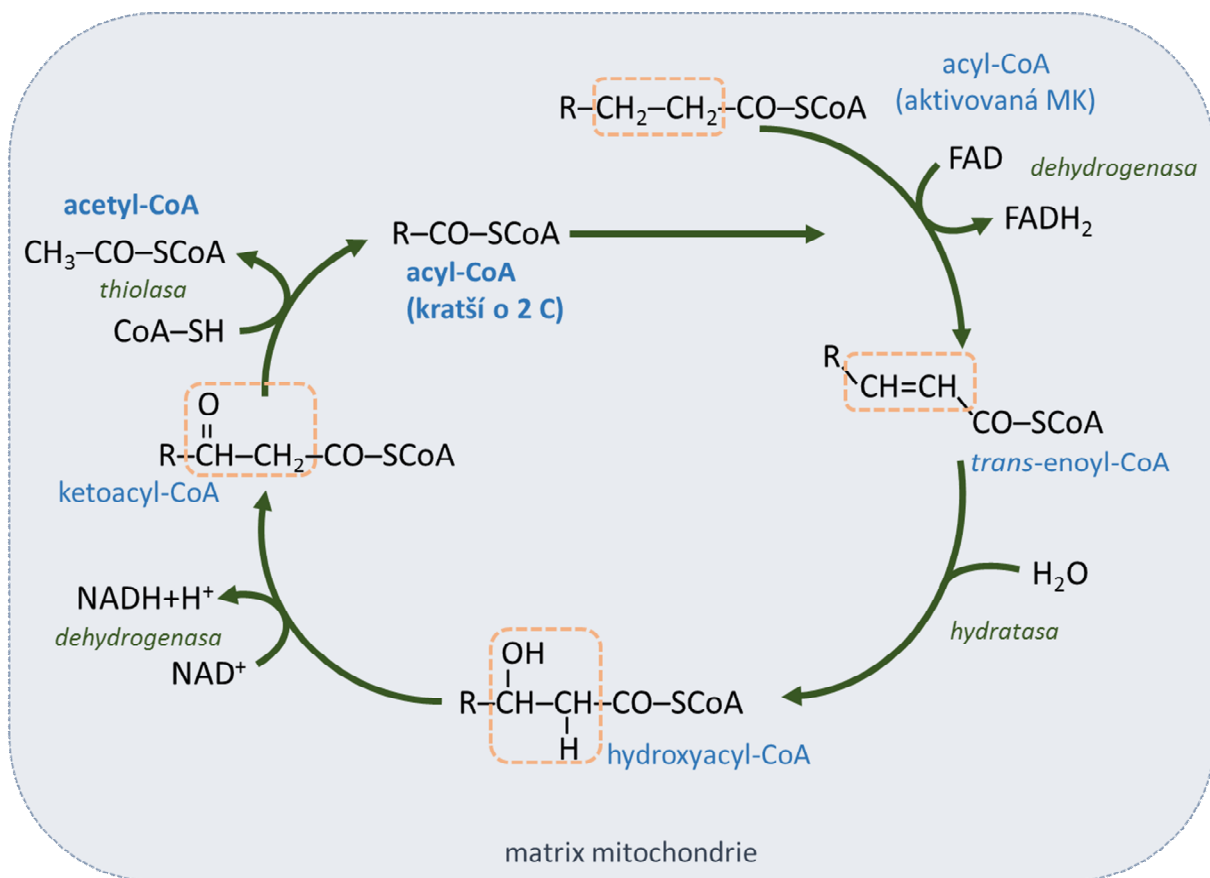 acyl-CoA
(aktivovaná MK)
R–CH₂–CH₂–CO–SCoA
FAD
dehydrogenasa
FADH₂
acetyl-CoA
CH₃–CO–SCoA
thiolasa
CoA–SH
R–CO–SCoA
acyl-CoA
(kratší o 2 C)
R
CH=CH
CO–SCoA
trans-enoyl-CoA
O
R–CH–CH₂–CO–SCoA
ketoacyl-CoA
H₂O
hydratasa
NADH+H⁺
dehydrogenasa
NAD⁺
OH
R–CH–CH–CO–SCoA
H
hydroxyacyl-CoA
matrix mitochondrie